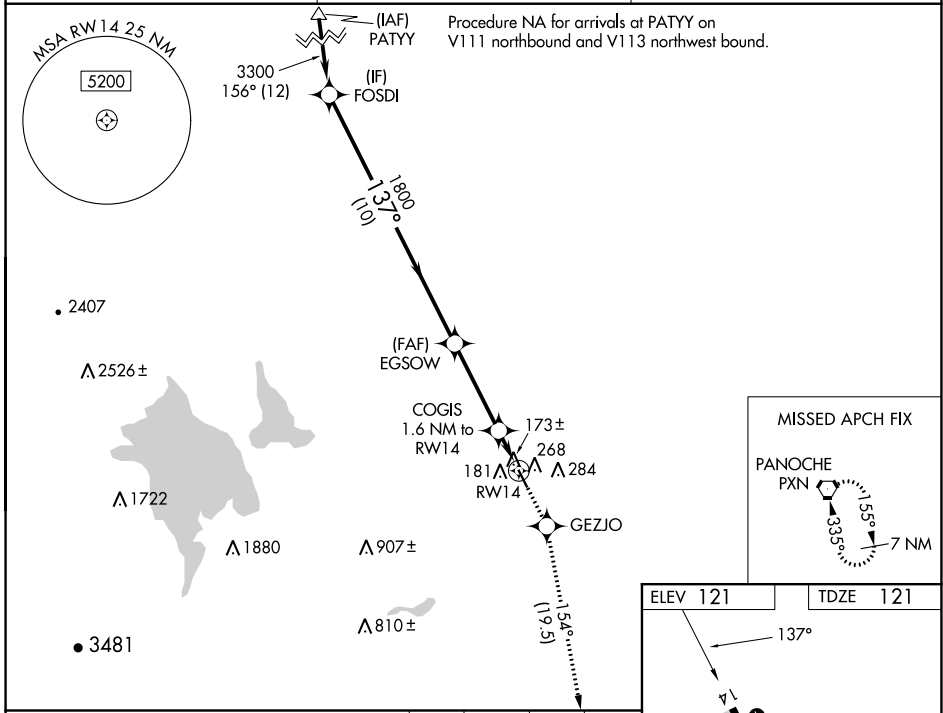 MSA RW14 25 NM
5200
(IAF)
PATYY
Procedure NA for arrivals at PATYY on
V111 northbound and V113 northwest bound.
3300
156° (12)
(IF)
FOSDI
1800
137°
(10)
2407
2526±
(FAF)
EGSOW
COGIS
1.6 NM to
RW14
173±
268
181
284
RW14
1722
1880
907±
GEZJO
810±
3481
154°
(19.5)
MISSED APCH FIX
PANOCHE
PXN
155°
335°
7 NM
ELEV 121
TDZE 121
137°
14